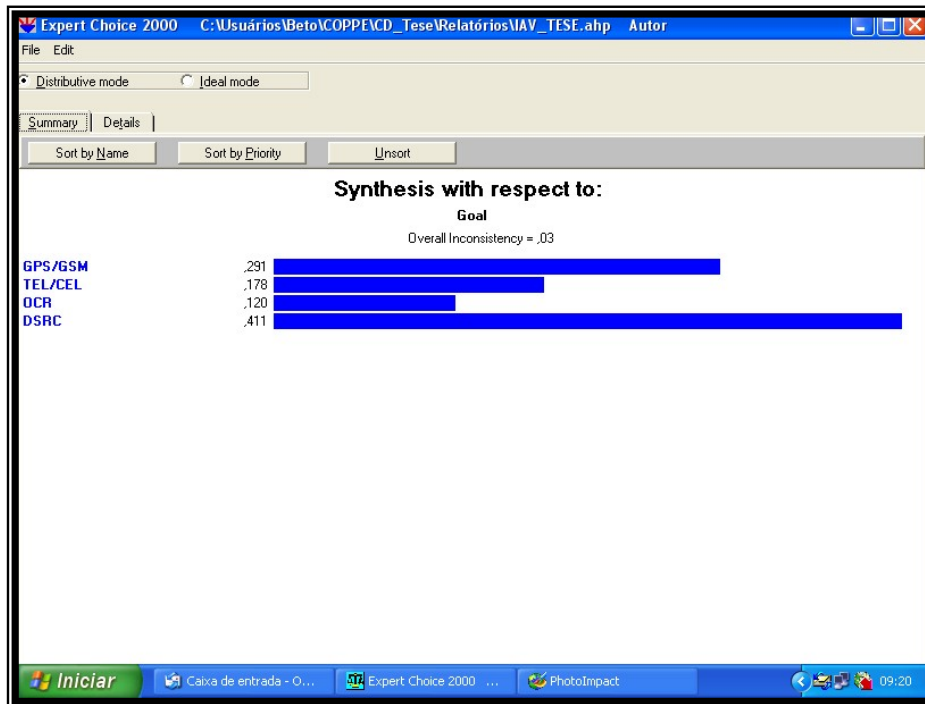 Expert Choice 2000 C:\Usuários\Beto\COPPE\CD_Tese\Relatórios\IAV_TESE.ahp Autor
File Edit
Distributive mode Ideal mode
Summary Details
Sort by Name Sort by Priority Unsort
Synthesis with respect to:
Goal
Overall Inconsistency = ,03
GPS/GSM ,291
TEL/CEL ,178
OCR ,120
DSRC ,411
Iniciar Caixa de entrada - O... Expert Choice 2000 ... PhotoImpact 09:20